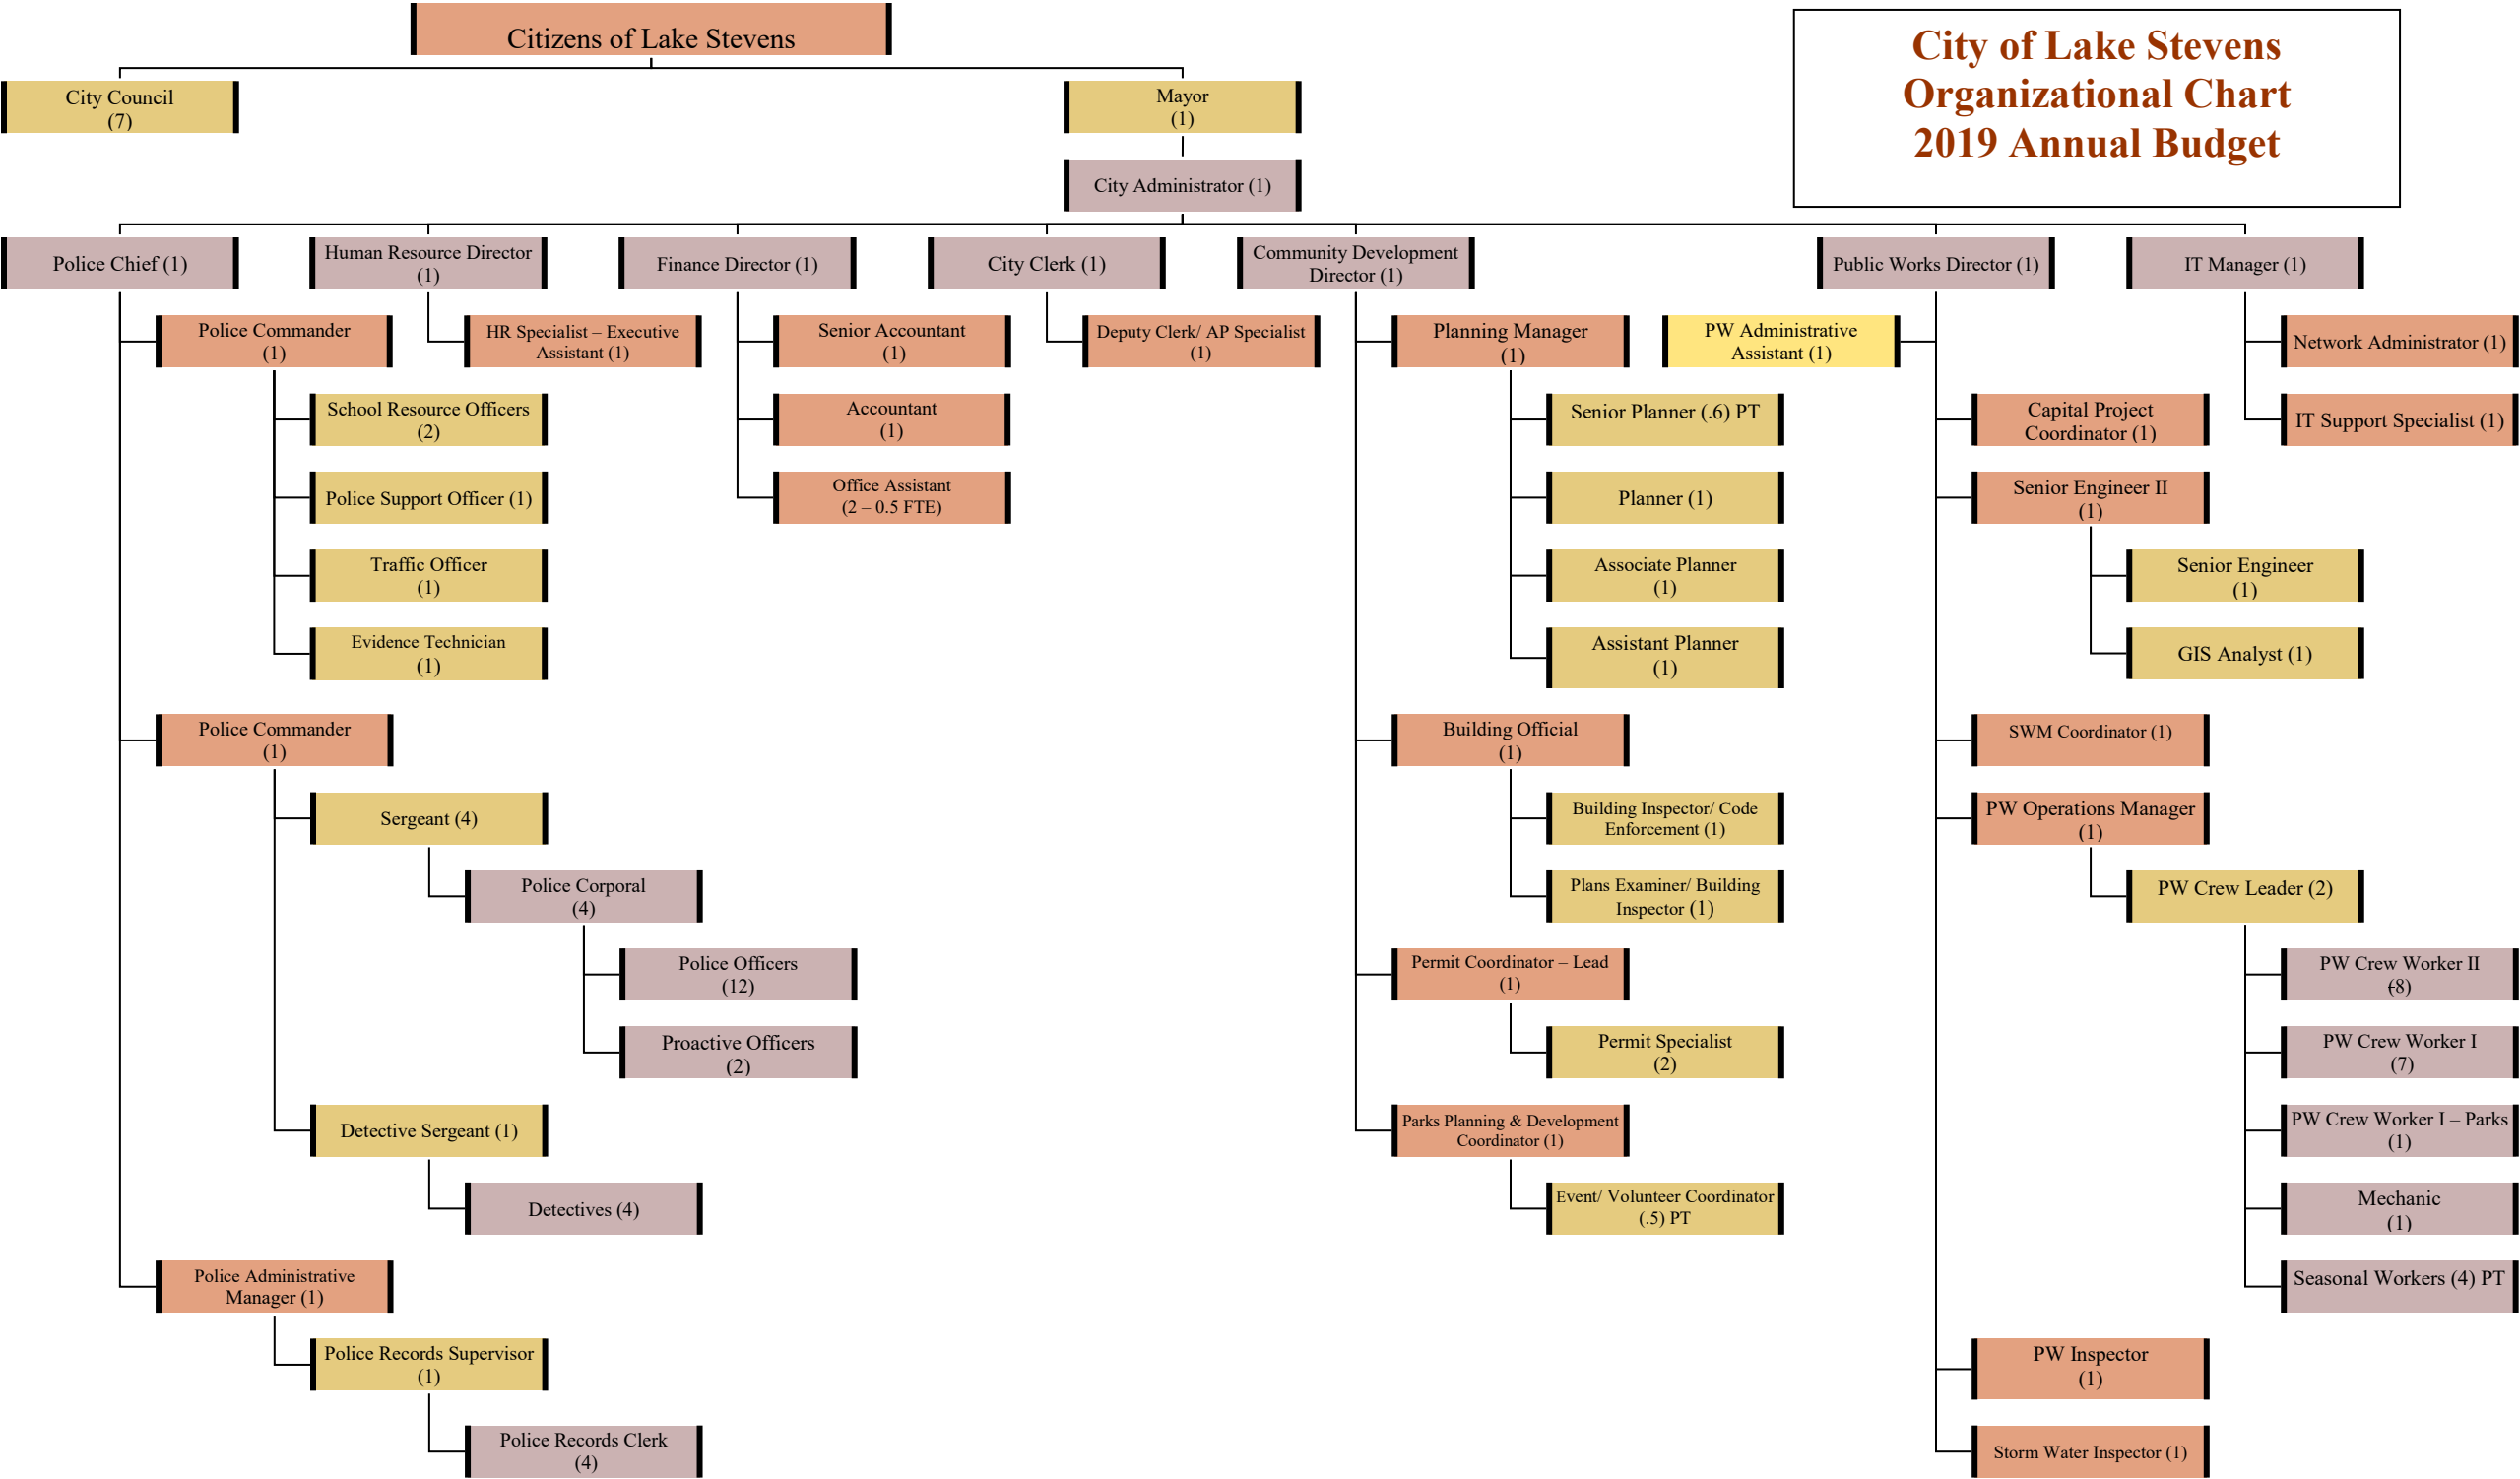 Citizens of Lake Stevens
City of Lake Stevens
Organizational Chart
2019 Annual Budget
City Council
(7)
Mayor
(1)
City Administrator (1)
Police Chief (1)
Human Resource Director
(1)
Finance Director (1)
City Clerk (1)
Community Development
Director (1)
Public Works Director (1)
IT Manager (1)
Police Commander
(1)
School Resource Officers
(2)
Police Support Officer (1)
Traffic Officer
(1)
Evidence Technician
(1)
Police Commander
(1)
Sergeant (4)
Police Corporal
(4)
Police Officers
(12)
Proactive Officers
(2)
Detective Sergeant (1)
Detectives (4)
Police Administrative
Manager (1)
Police Records Supervisor
(1)
Police Records Clerk
(4)
HR Specialist – Executive
Assistant (1)
Senior Accountant
(1)
Accountant
(1)
Office Assistant
(2 – 0.5 FTE)
Deputy Clerk/ AP Specialist
(1)
Planning Manager
(1)
Senior Planner (.6) PT
Planner (1)
Associate Planner
(1)
Assistant Planner
(1)
Building Official
(1)
Building Inspector/ Code
Enforcement (1)
Plans Examiner/ Building
Inspector (1)
Permit Coordinator – Lead
(1)
Permit Specialist
(2)
Parks Planning & Development
Coordinator (1)
Event/ Volunteer Coordinator
(.5) PT
PW Administrative
Assistant (1)
Capital Project
Coordinator (1)
Senior Engineer II
(1)
Senior Engineer
(1)
GIS Analyst (1)
SWM Coordinator (1)
PW Operations Manager
(1)
PW Crew Leader (2)
PW Crew Worker II
(8)
PW Crew Worker I
(7)
PW Crew Worker I – Parks
(1)
Mechanic
(1)
Seasonal Workers (4) PT
PW Inspector
(1)
Storm Water Inspector (1)
Network Administrator (1)
IT Support Specialist (1)